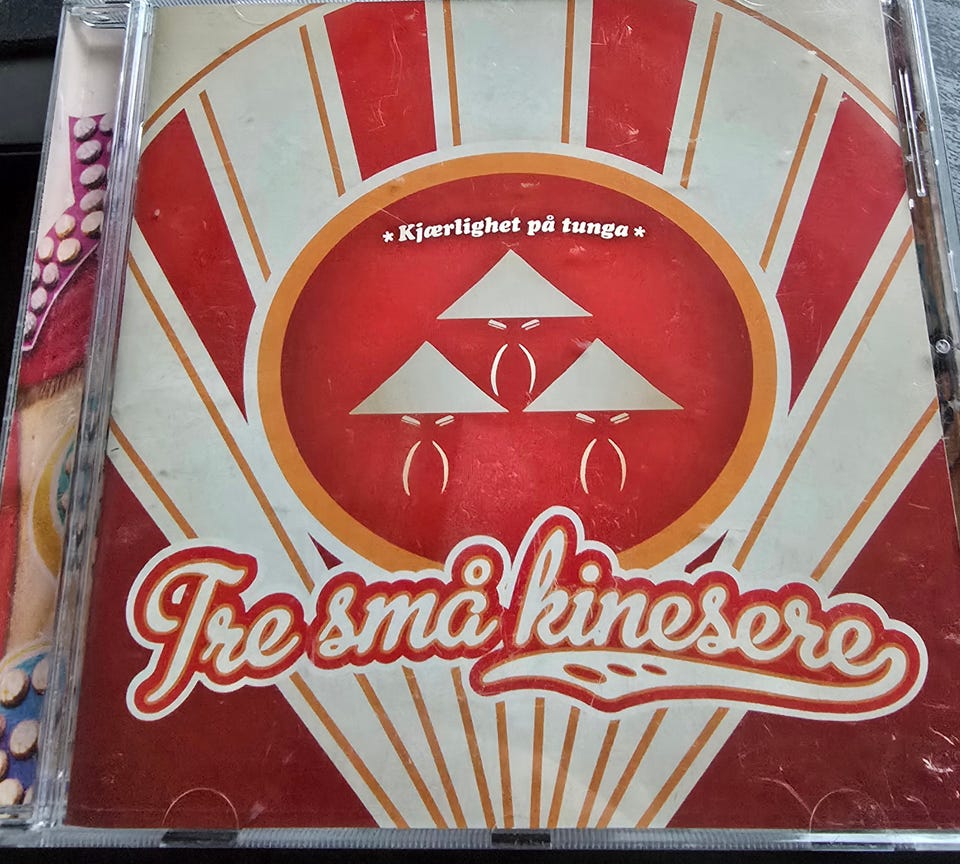 * Kjærlighet på tunga *
Tre små kinesere